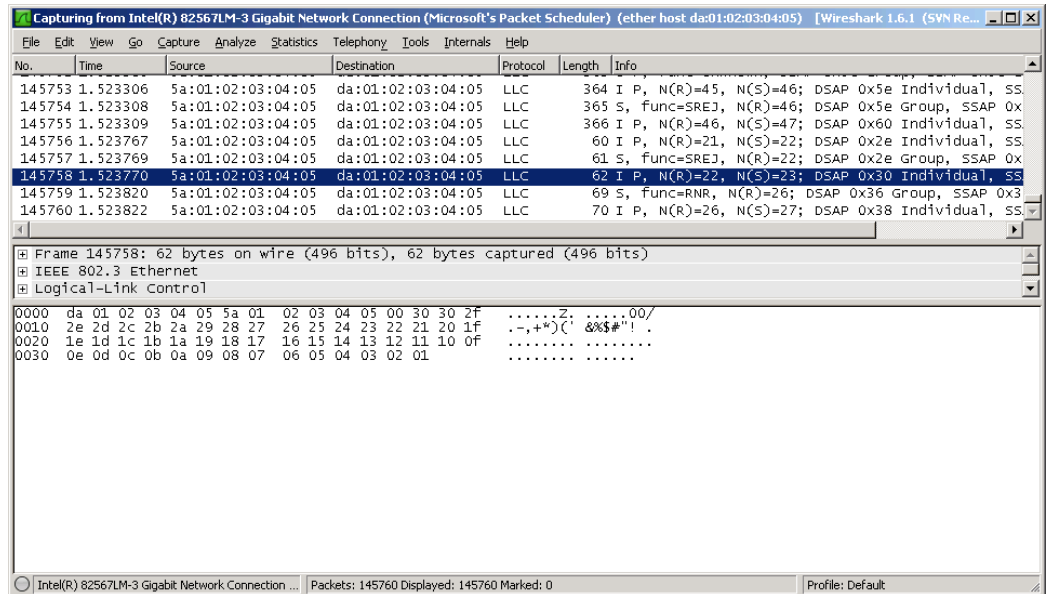 Capturing from Intel(R) 82567LM-3 Gigabit Network Connection (Microsoft's Packet Scheduler) (ether host da:01:02:03:04:05) [Wireshark 1.6.1 (SVN Re...
File Edit View Go Capture Analyze Statistics Telephony Tools Internals Help
No. Time Source Destination Protocol Length Info
145753 1.523306 5a:01:02:03:04:05 da:01:02:03:04:05 LLC 364 I P, N(R)=45, N(S)=46; DSAP 0x5e Individual, SS
145754 1.523308 5a:01:02:03:04:05 da:01:02:03:04:05 LLC 365 S, func=SREJ, N(R)=46; DSAP 0x5e Group, SSAP 0x
145755 1.523309 5a:01:02:03:04:05 da:01:02:03:04:05 LLC 366 I P, N(R)=46, N(S)=47; DSAP 0x60 Individual, SS
145756 1.523767 5a:01:02:03:04:05 da:01:02:03:04:05 LLC 60 I P, N(R)=21, N(S)=22; DSAP 0x2e Individual, SS
145757 1.523769 5a:01:02:03:04:05 da:01:02:03:04:05 LLC 61 S, func=SREJ, N(R)=22; DSAP 0x2e Group, SSAP 0x
145758 1.523770 5a:01:02:03:04:05 da:01:02:03:04:05 LLC 62 I P, N(R)=22, N(S)=23; DSAP 0x30 Individual, SS
145759 1.523820 5a:01:02:03:04:05 da:01:02:03:04:05 LLC 69 S, func=RNR, N(R)=26; DSAP 0x36 Group, SSAP 0x3
145760 1.523822 5a:01:02:03:04:05 da:01:02:03:04:05 LLC 70 I P, N(R)=26, N(S)=27; DSAP 0x38 Individual, SS
Frame 145758: 62 bytes on wire (496 bits), 62 bytes captured (496 bits)
IEEE 802.3 Ethernet
Logical-Link Control
0000 da 01 02 03 04 05 5a 01 02 03 04 05 00 30 30 2f ......Z. .....00/
0010 2e 2d 2c 2b 2a 29 28 27 26 25 24 23 22 21 20 1f .-,+*)(' &%$#"! .
0020 1e 1d 1c 1b 1a 19 18 17 16 15 14 13 12 11 10 0f ........ ........
0030 0e 0d 0c 0b 0a 09 08 07 06 05 04 03 02 01 ........ ......
Intel(R) 82567LM-3 Gigabit Network Connection ... Packets: 145760 Displayed: 145760 Marked: 0 Profile: Default